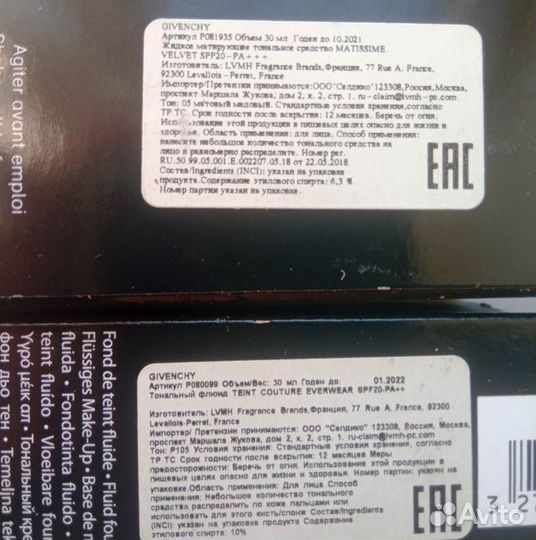 GIVENCHY
Артикул P081935 Объем 30 мл Годен до 10.2021
Жидкое матирующее тональное средство MATISSIME
VELVET SPF20-PA+++
Изготовитель: LVMH Fragrance Brands,Франция, 77 Rue A. France,
92300 Levallois - Perret, France
Импортер/Претензии принимаются:ООО"Селдико"123308,Россия,Москва,
проспект Маршала Жукова, дом 2, к. 2, стр. 1. ru-claim@lvmh-pc.com
Тон: 05 матовый медовый. Стандартные условия хранения,согласно
ТР ТС. Срок годности после вскрытия: 12 месяцев. Беречь от огня.
Использование этой продукции в пищевых целях опасно для жизни и
здоровья. Область применения: для лица. Способ применения:
нанесите небольшое количество тонального средства на
лицо и равномерно распределите. Номер рег.
RU.50.99.05.001.E.002207.05.18 от 22.05.2018
Состав/Ingredients (INCI): указан на упаковке
продукта.Содержание этилового спирта: 6,3 %.
Номер партии указан на упаковке.
EAC
Agiter avant emploi
GIVENCHY
Артикул P080099 Объем/Вес: 30 мл Годен до: 01.2022
Тональный флюид TEINT COUTURE EVERWEAR SPF20-PA++
Изготовитель: LVMH Fragrance Brands,Франция, 77 Rue A. France, 92300
Levallois-Perret, France
Импортер/ Претензии принимаются: ООО "Селдико" 123308, Россия, Москва,
проспект Маршала Жукова, дом 2, к. 2, стр. 1. ru-claim@lvmh-pc.com
Тон: P105 Условия хранения: Стандартные условия хранения, согласно
ТР ТС Срок годности после вскрытия: 12 месяцев Меры
предосторожности: Беречь от огня. Использование этой продукции в
пищевых целях опасно для жизни и здоровья. Номер партии: указан на
упаковке.Область применения: Для лица Способ
применения: Небольшое количество тонального средства
распределить по коже пальцами или
использовать для этого кисть/спонж Состав/Ingredients
(INCI): указан на упаковке продукта Содержание
этилового спирта: 10%
EAC
Fond de teint fluide • Fluid fou
Flüssiges Make-Up • Base de m
fluida • Fondotinta fluido •
teint fluído • Vloeibare foun
Υγρό μέικ απ • Тональный кре
фон дьо тен • Temeljna tek
3 27
Avito